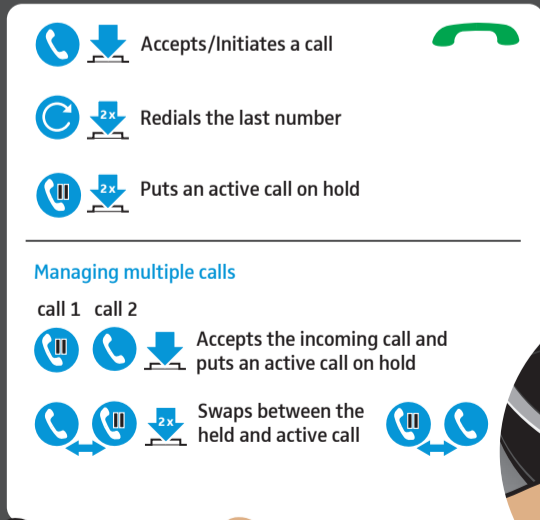 Accepts/Initiates a call
2x
Redials the last number
2x
Puts an active call on hold
Managing multiple calls
call 1 call 2
Accepts the incoming call and
puts an active call on hold
2x
Swaps between the
held and active call